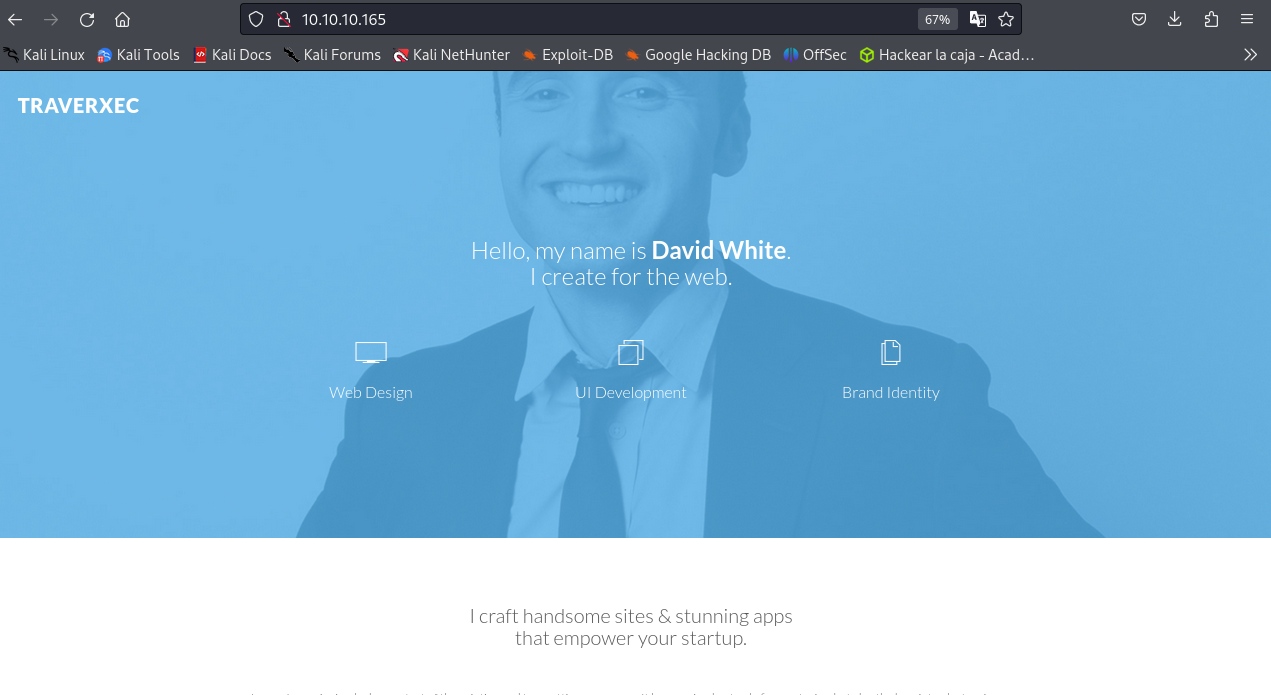 10.10.10.165
67%
Kali Linux Kali Tools Kali Docs Kali Forums Kali NetHunter Exploit-DB Google Hacking DB OffSec Hackear la caja - Acad...
TRAVERXEC
Hello, my name is David White.
I create for the web.
Web Design UI Development Brand Identity
I craft handsome sites & stunning apps
that empower your startup.